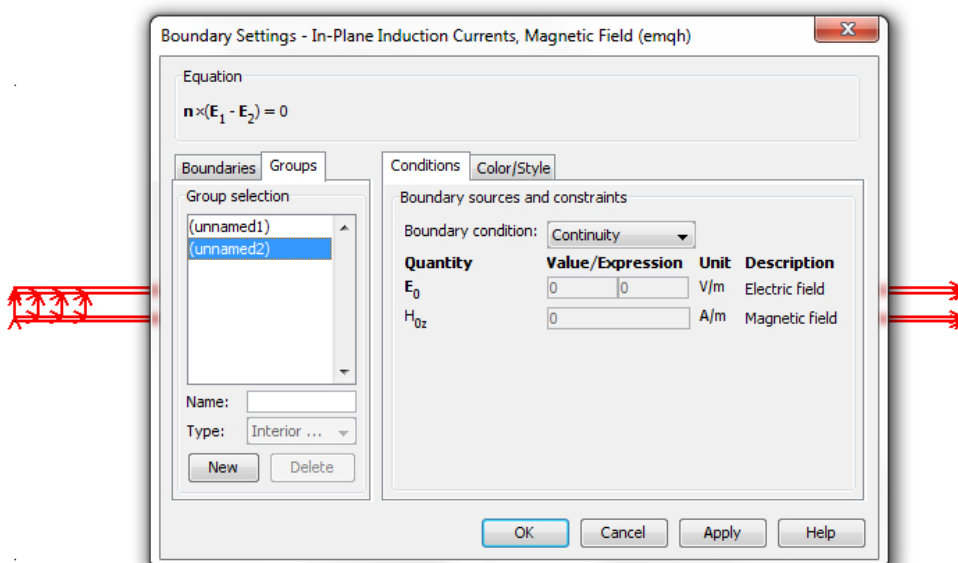 Boundary Settings - In-Plane Induction Currents, Magnetic Field (emqh)
Equation
n×(E1 - E2) = 0
Boundaries Groups
Group selection
(unnamed1)
(unnamed2)
Name:
Type: Interior ...
New Delete
Conditions Color/Style
Boundary sources and constraints
Boundary condition: Continuity
Quantity Value/Expression Unit Description
E0 0 0 V/m Electric field
H0z 0 A/m Magnetic field
OK Cancel Apply Help